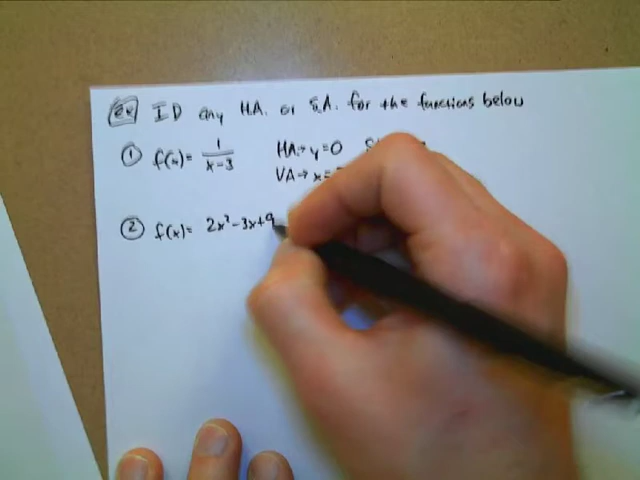 Ex ID any HA. or S.A. for the functions below
① f(x)= 1/x-3 HA→ y=0
VA→ x=
② f(x)= 2x²-3x+9